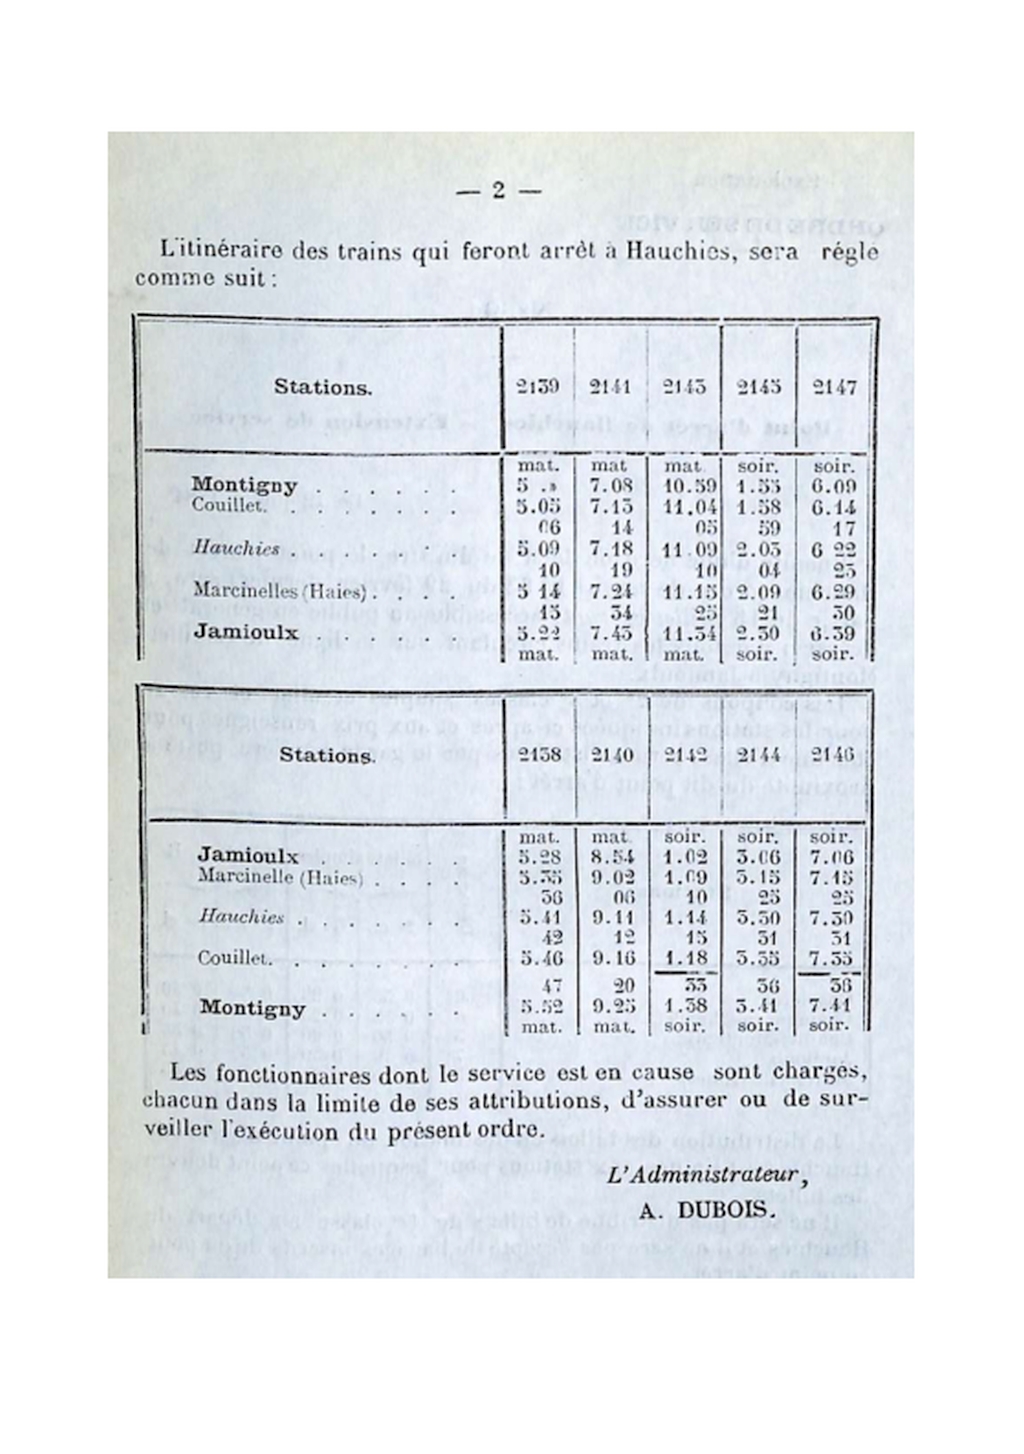 — 2 —
L'itinéraire des trains qui feront arrêt à Hauchies, sera réglé
comme suit :
Stations. 2139 2141 2143 2145 2147
mat. mat mat. soir. soir.
Montigny . . . . . . 5 .» 7.08 10.59 1.53 6.09
Couillet. . . . . . . 5.05 7.13 11.04 1.58 6.14
06 14 05 59 17
Hauchies . . . . . . 5.09 7.18 11 09 2.03 6 22
10 19 10 04 23
Marcinelles (Haies) . . . . 5 14 7.24 11.15 2.09 6.29
15 34 25 21 30
Jamioulx . . . . . . 5.22 7.43 11.34 2.30 6.39
mat. mat. mat. soir. soir.
Stations. 2138 2140 2142 2144 2146
mat. mat. soir. soir. soir.
Jamioulx . . . . . . 5.28 8.54 1.02 3.06 7.06
Marcinelle (Haies) . . . . 5.35 9.02 1.09 3.15 7.15
36 06 10 25 25
Hauchies . . . . . . 5.41 9.11 1.14 3.30 7.30
42 12 15 31 31
Couillet. . . . . . . 5.46 9.16 1.18 3.35 7.35
47 20 33 36 36
Montigny . . . . . . 5.52 9.25 1.38 3.41 7.41
mat. mat. soir. soir. soir.
Les fonctionnaires dont le service est en cause sont chargés,
chacun dans la limite de ses attributions, d'assurer ou de sur-
veiller l'exécution du présent ordre.
L'Administrateur,
A. DUBOIS.